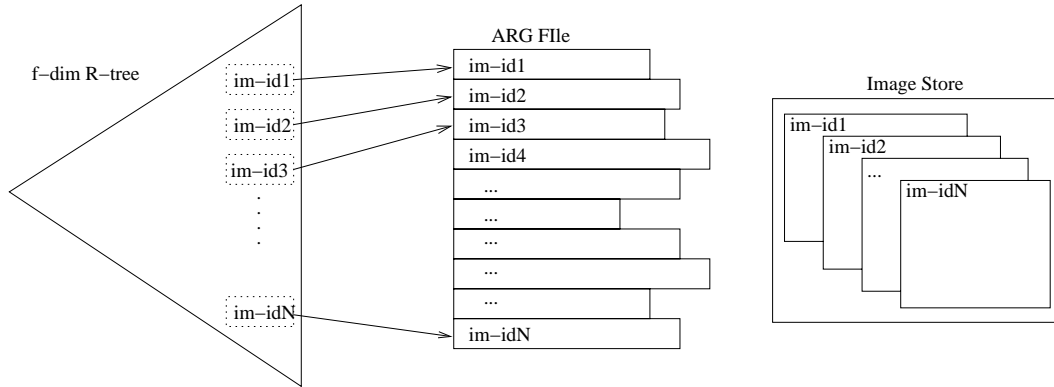 f−dim R−tree
im−id1
im−id2
im−id3
.
.
.
.
im−idN
ARG FIle
im−id1
im−id2
im−id3
im−id4
...
...
...
...
...
im−idN
Image Store
im−id1
im−id2
...
im−idN